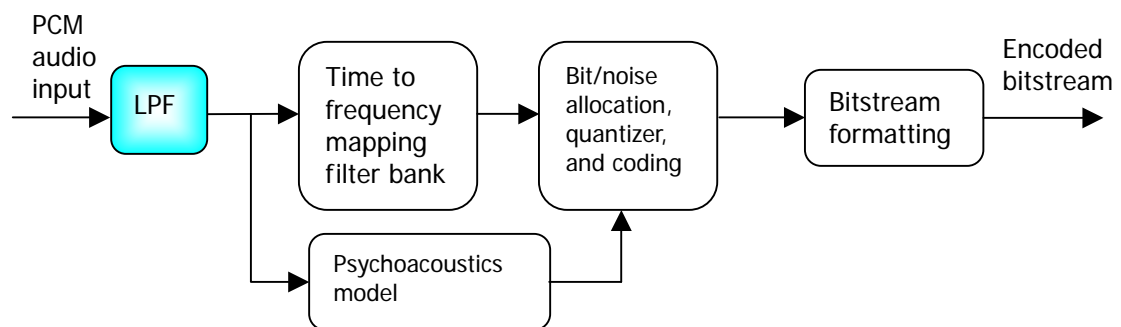 PCM
audio
input
LPF
Time to
frequency
mapping
filter bank
Bit/noise
allocation,
quantizer,
and coding
Bitstream
formatting
Encoded
bitstream
Psychoacoustics
model